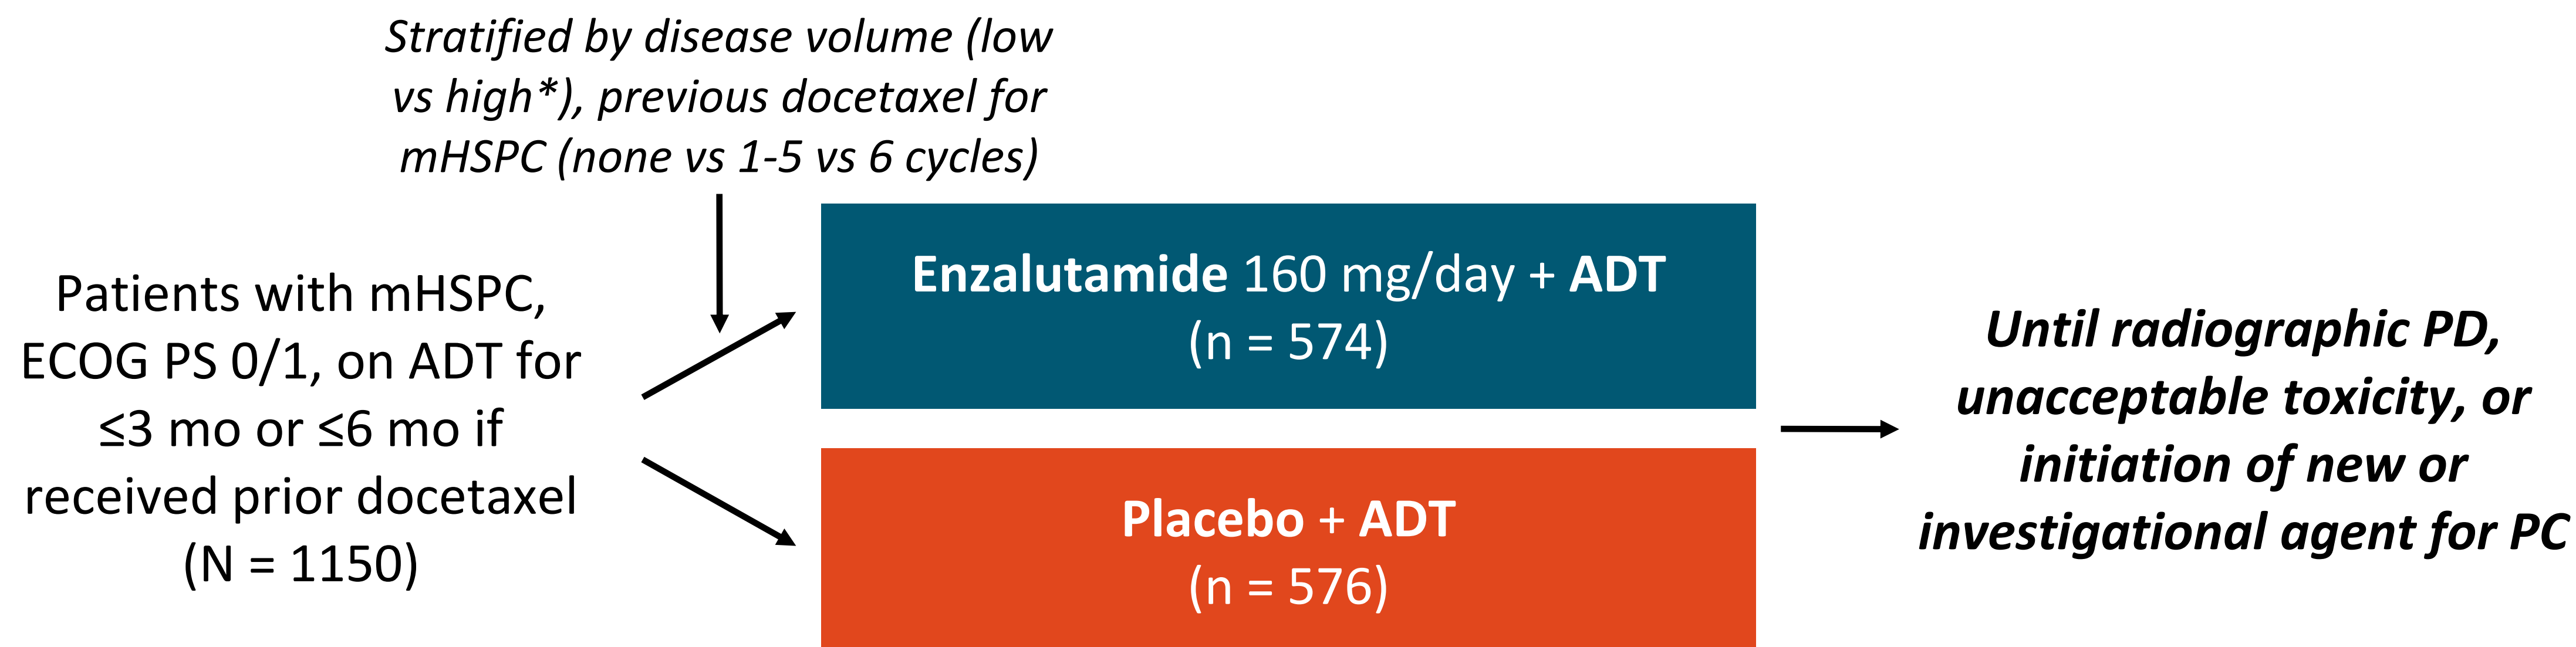 Stratified by disease volume (low
vs high*), previous docetaxel for
mHSPC (none vs 1-5 vs 6 cycles)
Patients with mHSPC,
ECOG PS 0/1, on ADT for
≤3 mo or ≤6 mo if
received prior docetaxel
(N = 1150)
Enzalutamide 160 mg/day + ADT
(n = 574)
Placebo + ADT
(n = 576)
Until radiographic PD,
unacceptable toxicity, or
initiation of new or
investigational agent for PC